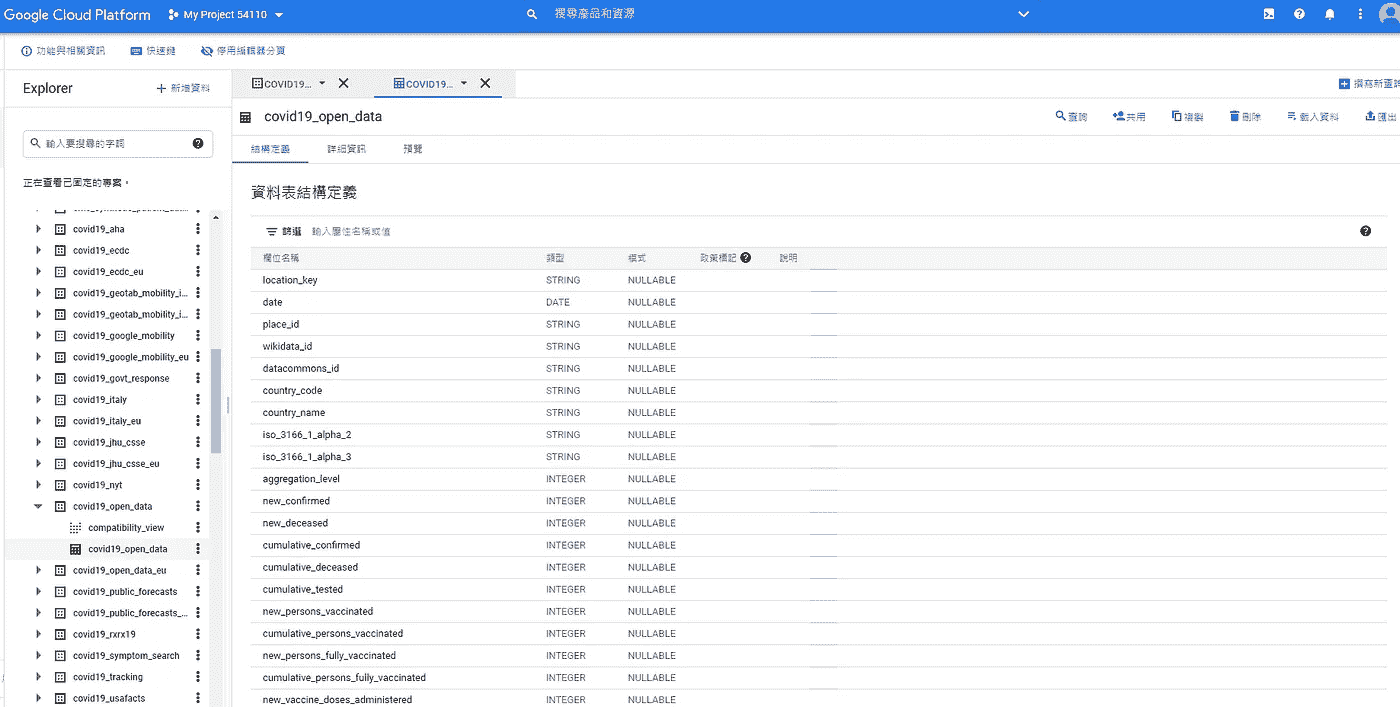 Google Cloud Platform My Project 54110 搜尋產品和資源
功能與相關資訊 快速鍵 停用編輯器分頁
Explorer 新增資料
輸入要搜尋的字詞
正在查看已固定的專案。
covid19_aha
covid19_ecdc
covid19_ecdc_eu
covid19_geotab_mobility_i...
covid19_geotab_mobility_i...
covid19_google_mobility
covid19_google_mobility_eu
covid19_govt_response
covid19_italy
covid19_italy_eu
covid19_jhu_csse
covid19_jhu_csse_eu
covid19_nyt
covid19_open_data
compatibility_view
covid19_open_data
covid19_open_data_eu
covid19_public_forecasts
covid19_public_forecasts_...
covid19_rxrx19
covid19_symptom_search
covid19_tracking
covid19_usafacts
COVID19... COVID19... 撰寫新查詢
covid19_open_data 查詢 共用 複製 刪除 載入資料 匯出
結構定義 詳細資訊 預覽
資料表結構定義
篩選 輸入屬性名稱或值
欄位名稱 類型 模式 政策標記 說明
location_key STRING NULLABLE
date DATE NULLABLE
place_id STRING NULLABLE
wikidata_id STRING NULLABLE
datacommons_id STRING NULLABLE
country_code STRING NULLABLE
country_name STRING NULLABLE
iso_3166_1_alpha_2 STRING NULLABLE
iso_3166_1_alpha_3 STRING NULLABLE
aggregation_level INTEGER NULLABLE
new_confirmed INTEGER NULLABLE
new_deceased INTEGER NULLABLE
cumulative_confirmed INTEGER NULLABLE
cumulative_deceased INTEGER NULLABLE
cumulative_tested INTEGER NULLABLE
new_persons_vaccinated INTEGER NULLABLE
cumulative_persons_vaccinated INTEGER NULLABLE
new_persons_fully_vaccinated INTEGER NULLABLE
cumulative_persons_fully_vaccinated INTEGER NULLABLE
new_vaccine_doses_administered INTEGER NULLABLE